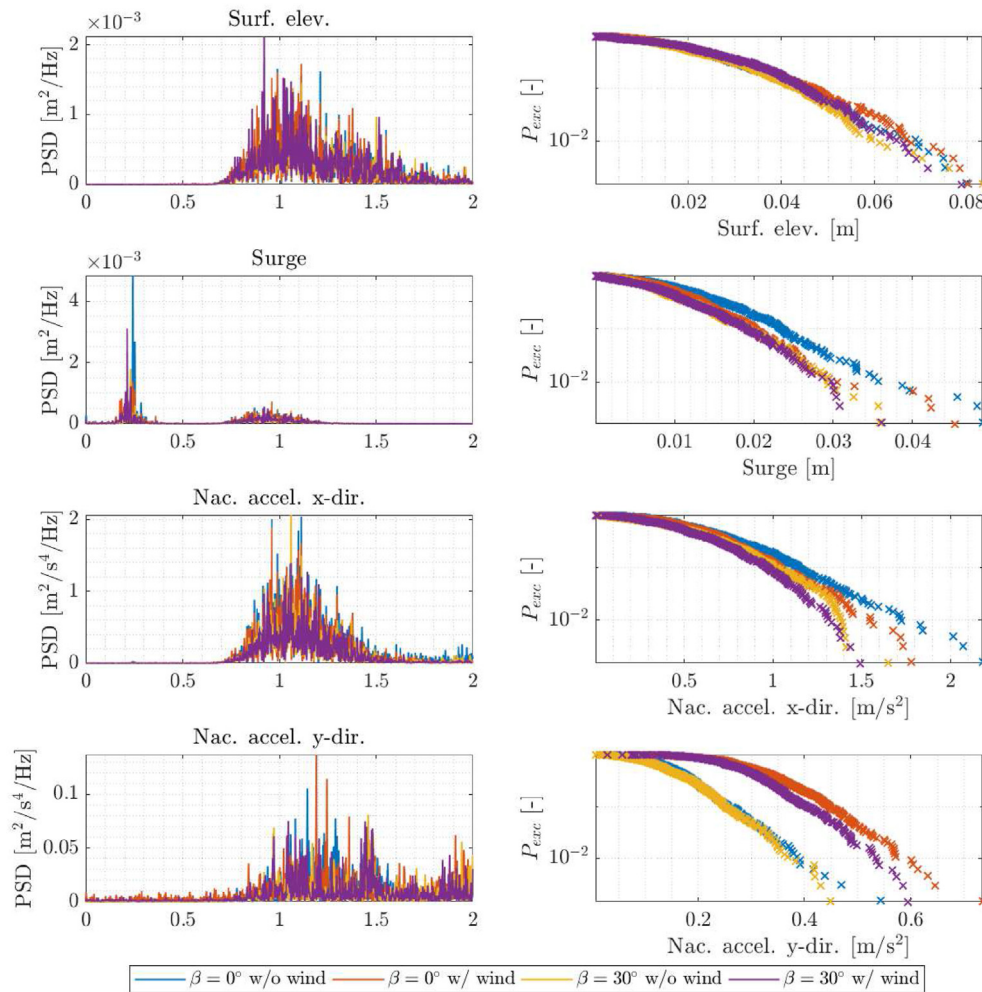 ×10⁻³
Surf. elev.
PSD [m²/Hz]
2
1
0
0 0.5 1 1.5 2
P_exc [-]
10⁻²
0.02 0.04 0.06 0.08
Surf. elev. [m]
×10⁻³
Surge
PSD [m²/Hz]
4
2
0
0 0.5 1 1.5 2
P_exc [-]
10⁻²
0.01 0.02 0.03 0.04
Surge [m]
Nac. accel. x-dir.
PSD [m²/s⁴/Hz]
2
1
0
0 0.5 1 1.5 2
P_exc [-]
10⁻²
0.5 1 1.5 2
Nac. accel. x-dir. [m/s²]
Nac. accel. y-dir.
PSD [m²/s⁴/Hz]
0.1
0.05
0
0 0.5 1 1.5 2
P_exc [-]
10⁻²
0.2 0.4 0.6
Nac. accel. y-dir. [m/s²]
β = 0° w/o wind β = 0° w/ wind β = 30° w/o wind β = 30° w/ wind